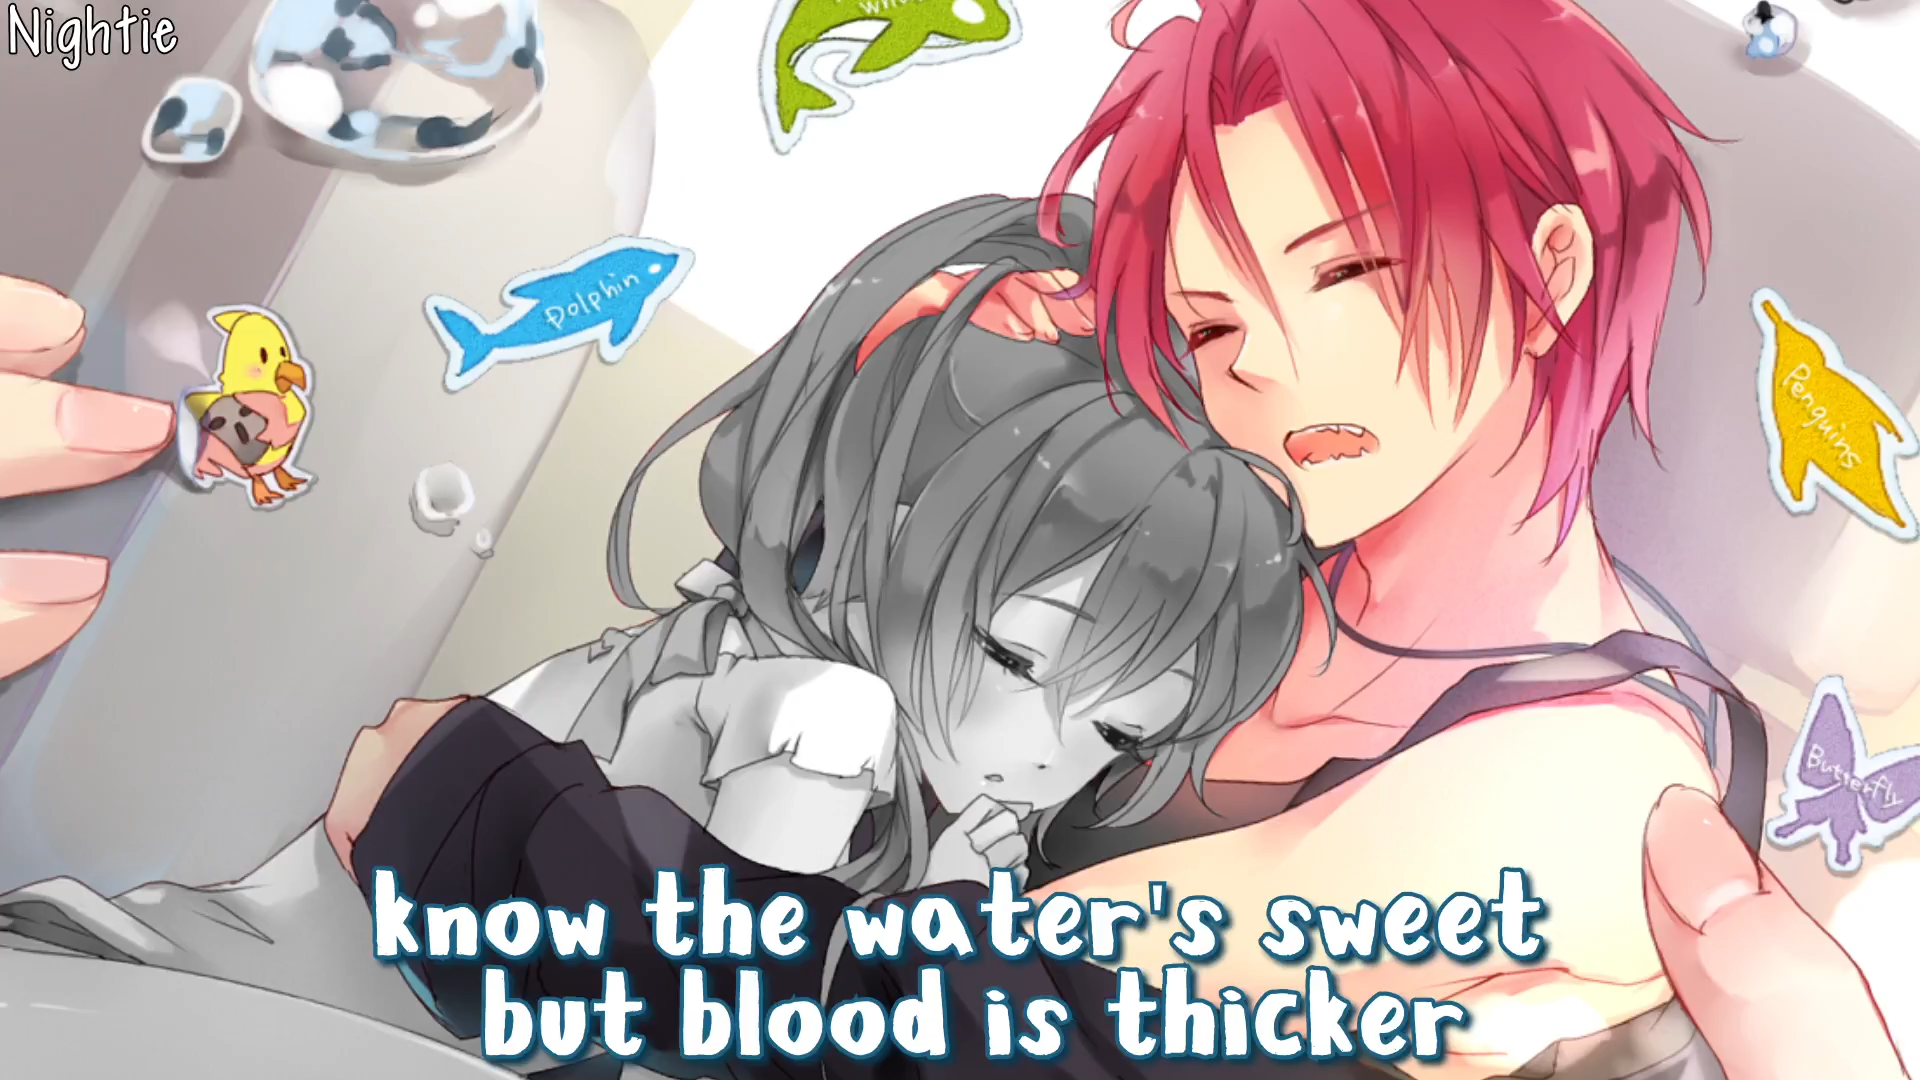 Nightie
Dolphin
Penguins
Butterfly
know the water's sweet
but blood is thicker